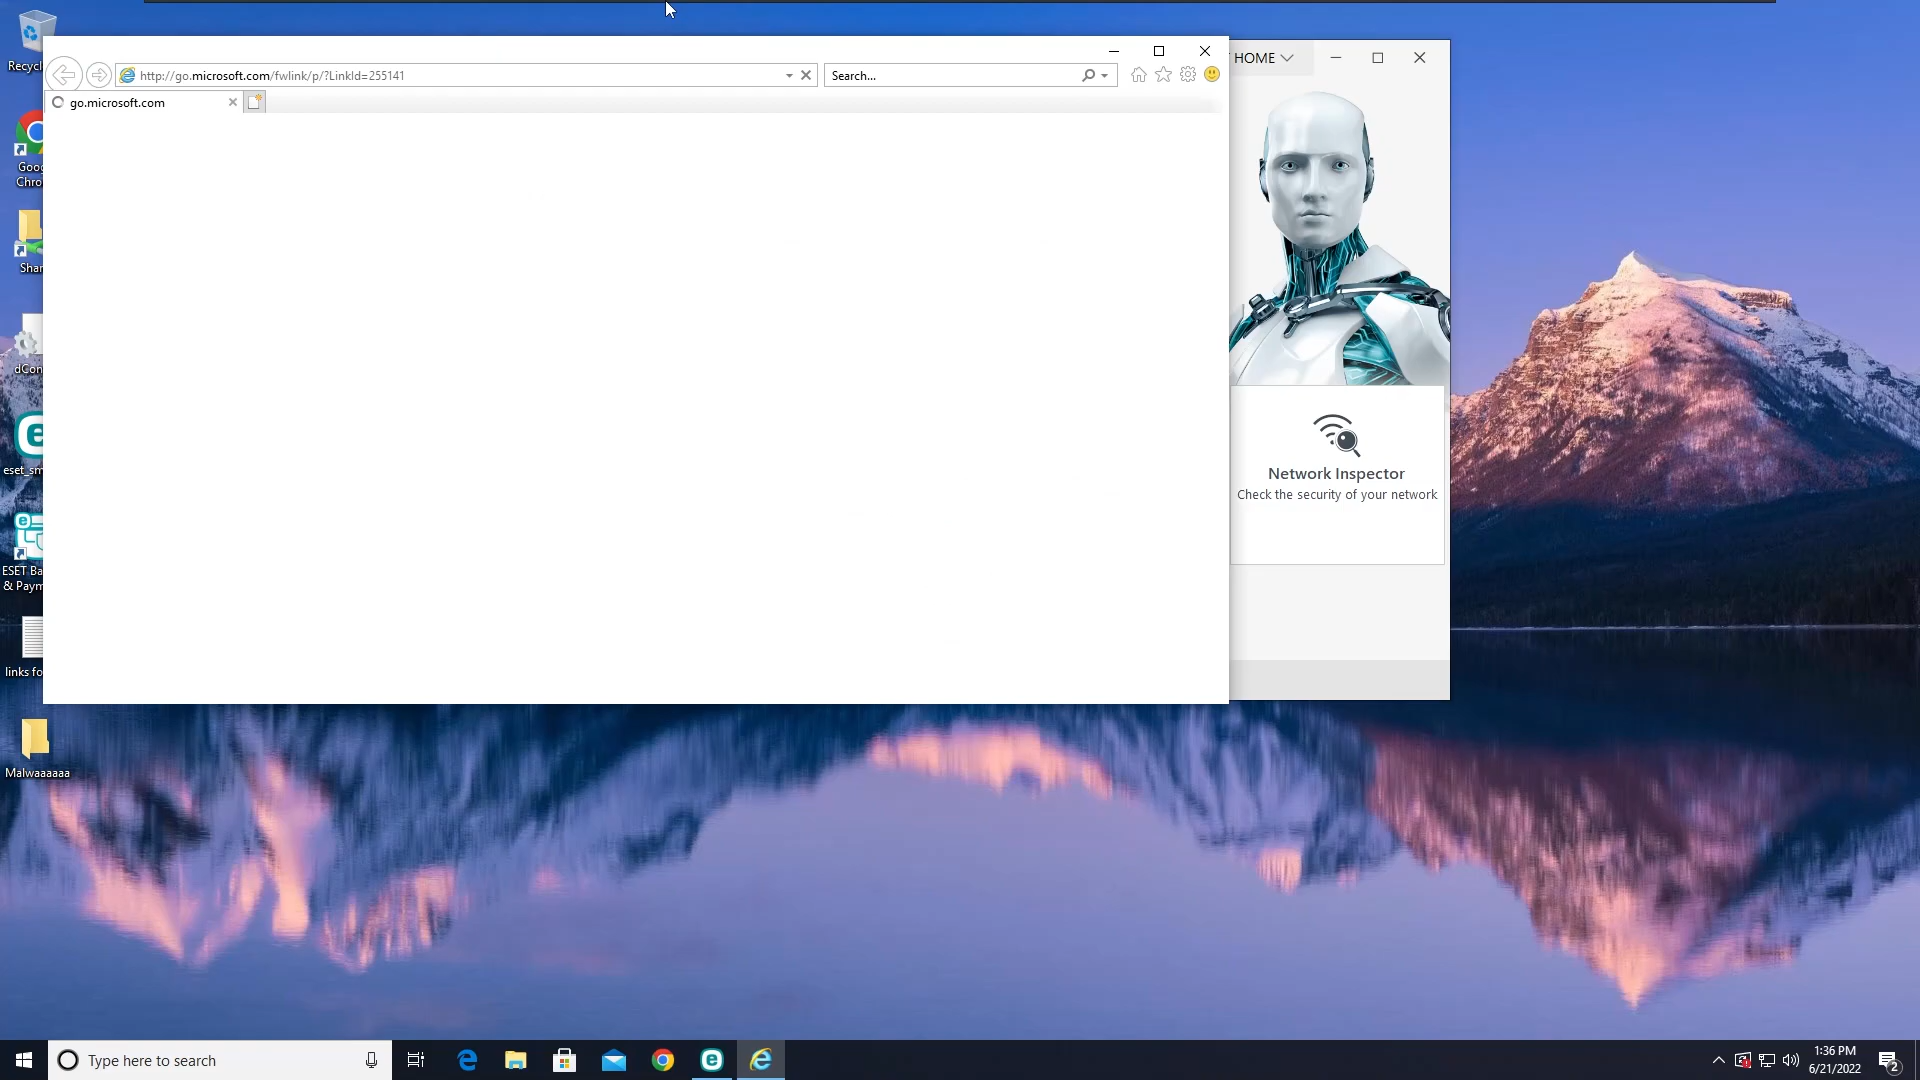 Recycl
http://go.microsoft.com/fwlink/p/?LinkId=255141
Search...
go.microsoft.com
HOME
Goog
Chro
Shar
dCon
eset_sm
ESET Ba
& Paym
links fo
Malwaaaaaa
Network Inspector
Check the security of your network
Type here to search
1:36 PM
6/21/2022
2